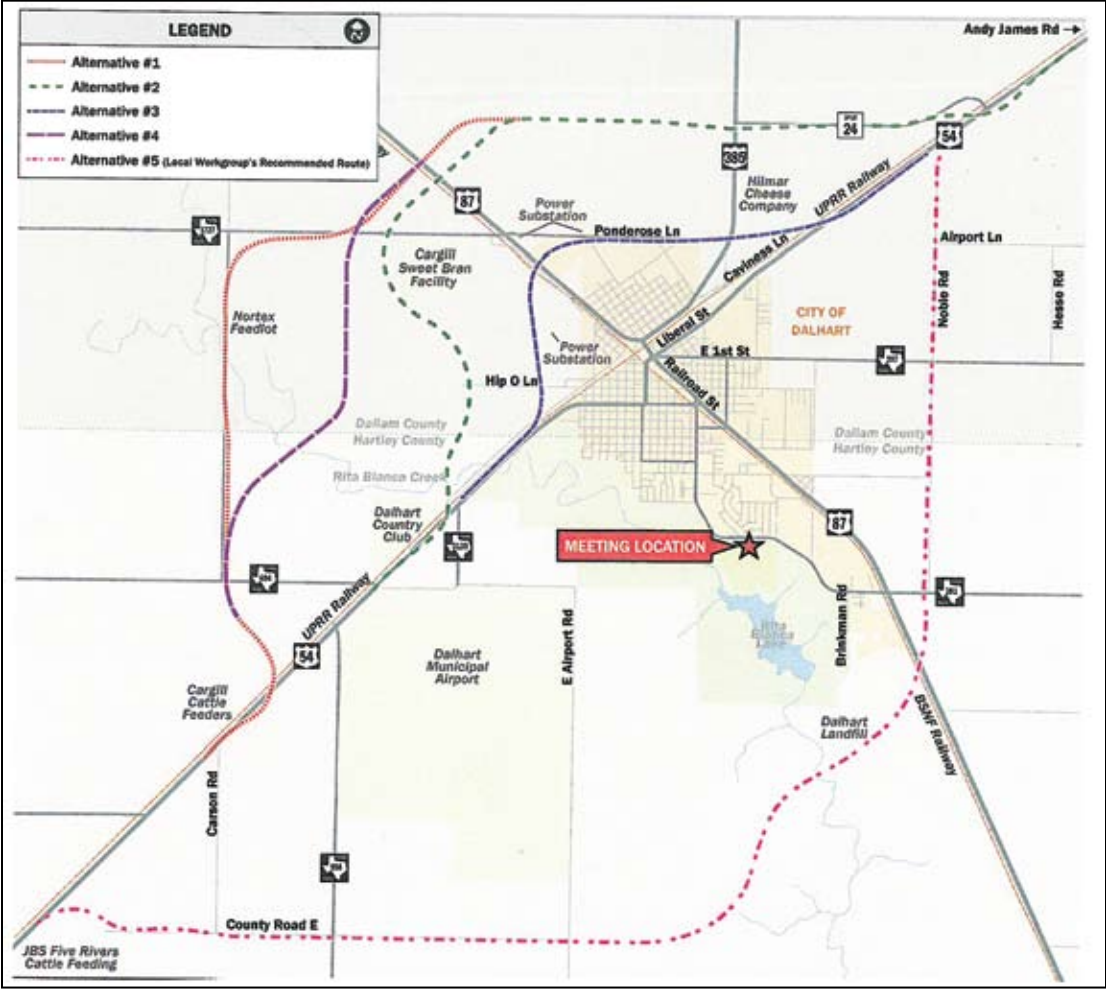 LEGEND
Alternative #1
Alternative #2
Alternative #3
Alternative #4
Alternative #5 (Local Workgroup's Recommended Route)
Andy James Rd
54
24
385
Hilmar
Cheese
Company
UPRR Railway
87
Power
Substation
Ponderose Ln
Airport Ln
Cargill
Sweet Bran
Facility
Caviness Ln
Noble Rd
Hesso Rd
Nortex
Feedlot
CITY OF
DALHART
Liberal St
E 1st St
Power
Substation
Railroad St
Hip O Ln
Dallam County
Hartley County
Dallam County
Hartley County
Rita Blanca Creek
Dalhart
Country
Club
87
MEETING LOCATION
UPRR Railway
54
Rita
Blanca
Lake
Brinkman Rd
E Airport Rd
Dalhart
Municipal
Airport
Cargill
Cattle
Feeders
Dalhart
Landfill
BSNF Railway
Carson Rd
County Road E
JBS Five Rivers
Cattle Feeding